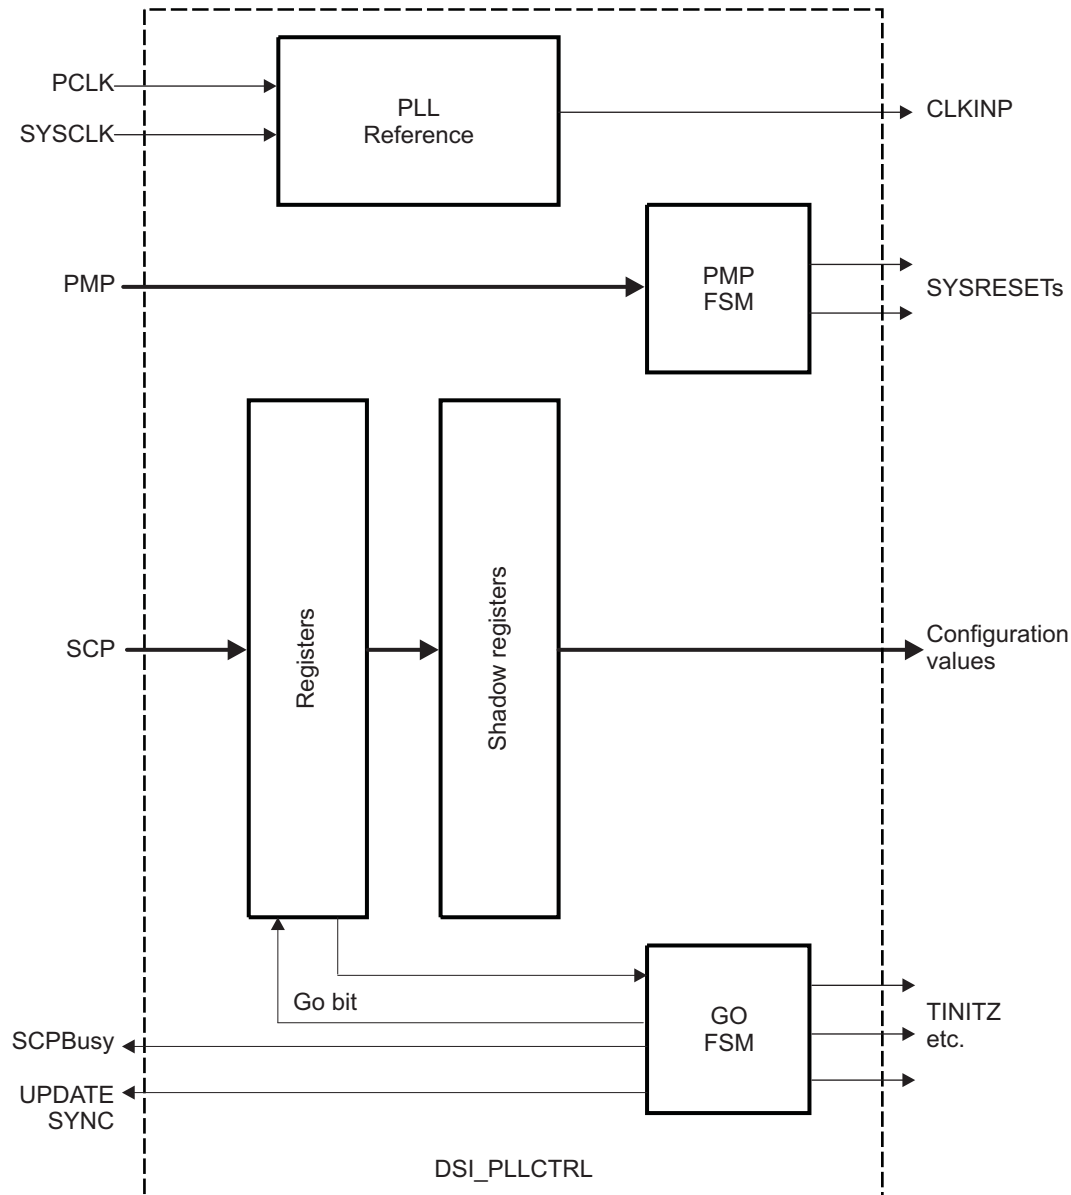 PCLK
PLL
Reference
CLKINP
SYSCLK
PMP
PMP
FSM
SYSRESETs
SCP
Registers
Shadow registers
Configuration
values
Go bit
GO
FSM
TINITZ
etc.
SCPBusy
UPDATE
SYNC
DSI_PLLCTRL